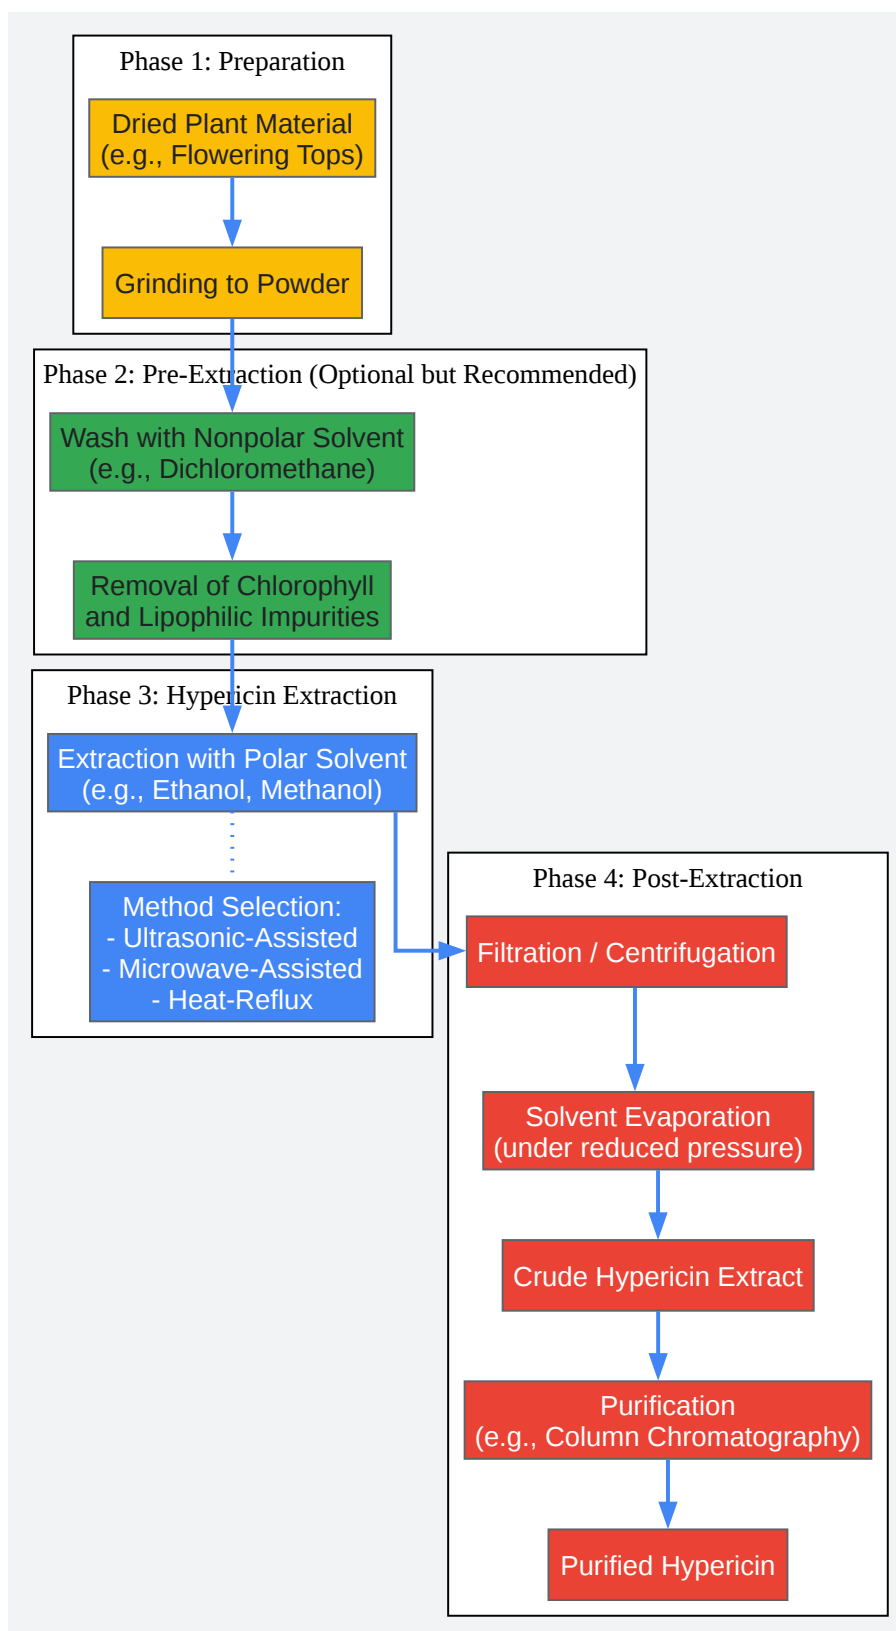 Phase 1: Preparation
Dried Plant Material
(e.g., Flowering Tops)
Grinding to Powder
Phase 2: Pre-Extraction (Optional but Recommended)
Wash with Nonpolar Solvent
(e.g., Dichloromethane)
Removal of Chlorophyll
and Lipophilic Impurities
Phase 3: Hypericin Extraction
Extraction with Polar Solvent
(e.g., Ethanol, Methanol)
Method Selection:
- Ultrasonic-Assisted
- Microwave-Assisted
- Heat-Reflux
Phase 4: Post-Extraction
Filtration / Centrifugation
Solvent Evaporation
(under reduced pressure)
Crude Hypericin Extract
Purification
(e.g., Column Chromatography)
Purified Hypericin